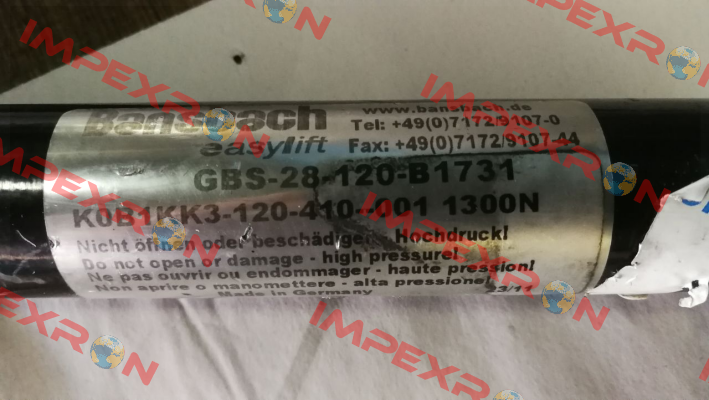 Bansbach
easylift
www.bansbach.de
Tel: +49(0)7172/9107-0
Fax: +49(0)7172/9107-44
GBS-28-120-B1731
K0B1KK3-120-410-001 1300N
Nicht öffnen oder beschädigen - Hochdruck!
Do not open or damage - high pressure!
Ne pas ouvrir ou endommager - haute pression!
Non aprire o manomettere - alta pressione!
Made in Germany
23/11
IMPEXRON
IMPEXRON
IMPEXRON
IMPEXRON
IMPEXRON